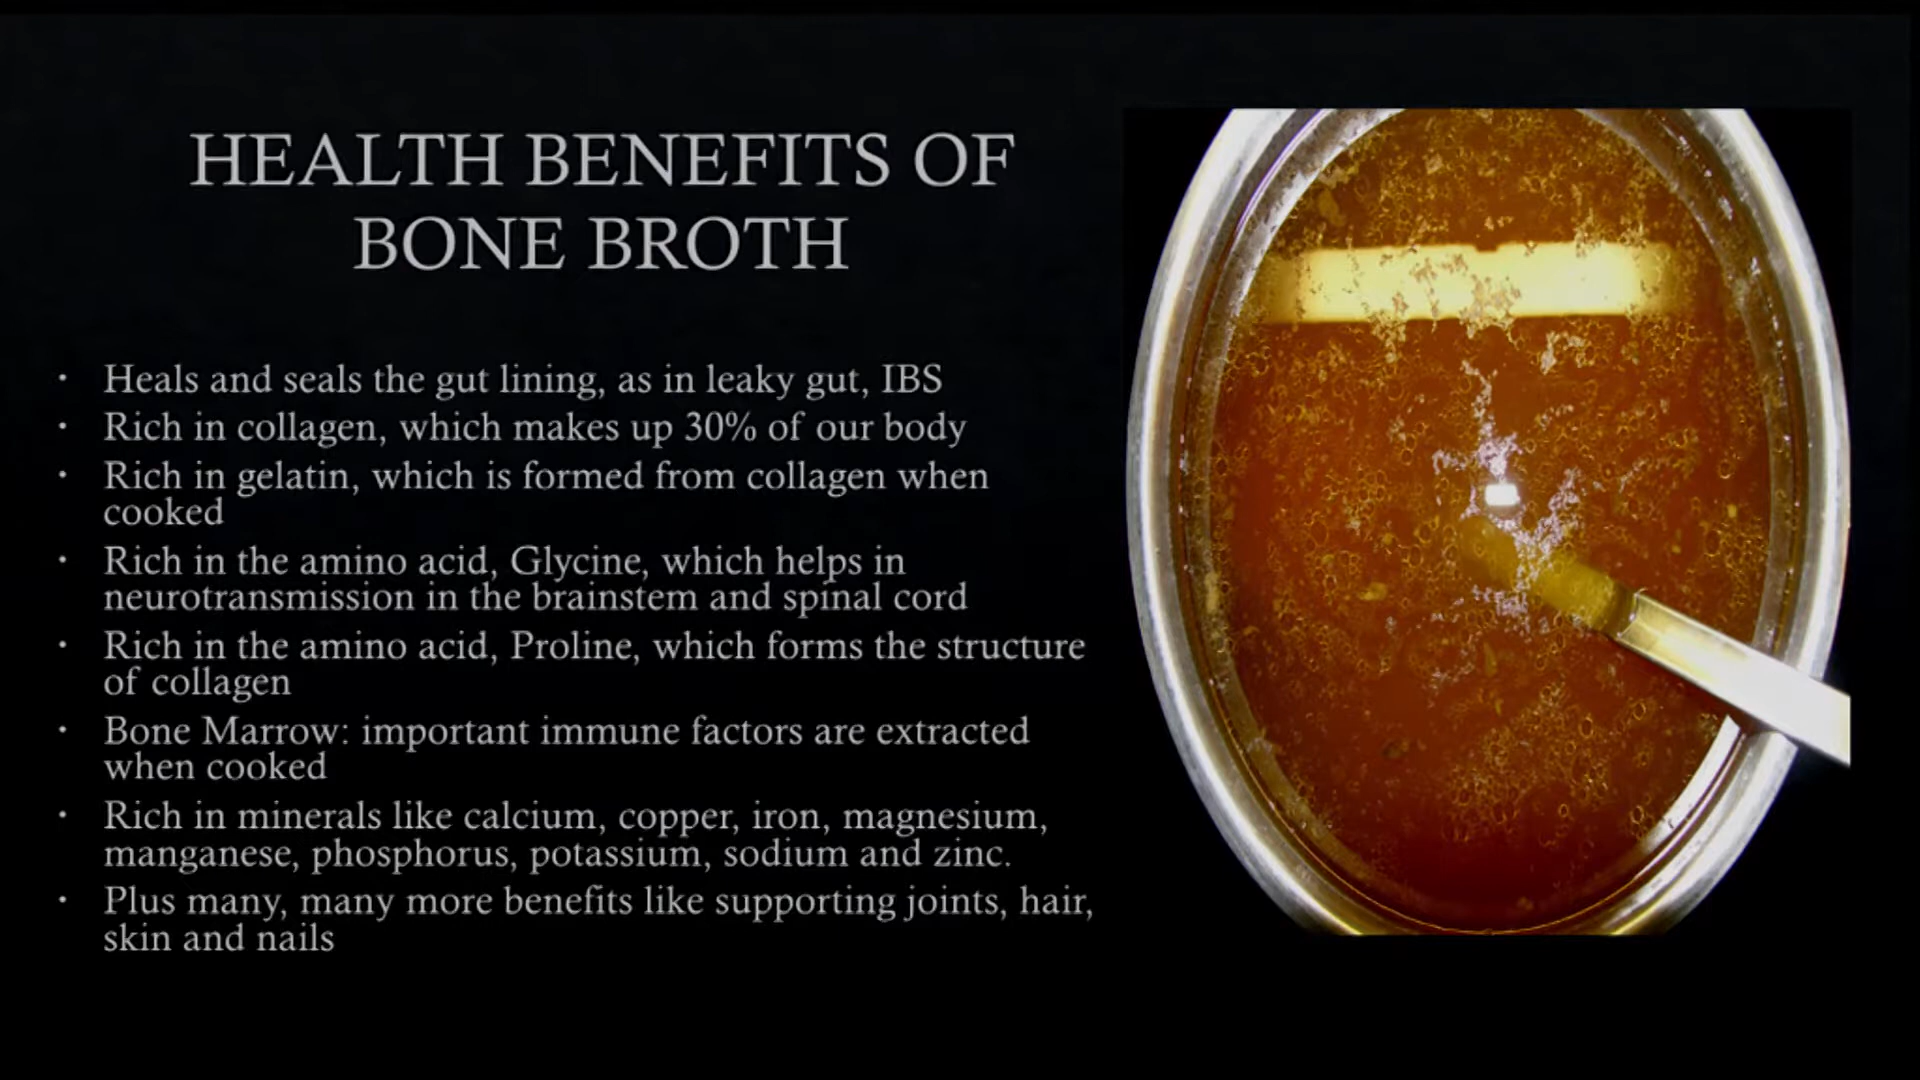 HEALTH BENEFITS OF
BONE BROTH
• Heals and seals the gut lining, as in leaky gut, IBS
• Rich in collagen, which makes up 30% of our body
• Rich in gelatin, which is formed from collagen when
cooked
• Rich in the amino acid, Glycine, which helps in
neurotransmission in the brainstem and spinal cord
• Rich in the amino acid, Proline, which forms the structure
of collagen
• Bone Marrow: important immune factors are extracted
when cooked
• Rich in minerals like calcium, copper, iron, magnesium,
manganese, phosphorus, potassium, sodium and zinc.
• Plus many, many more benefits like supporting joints, hair,
skin and nails